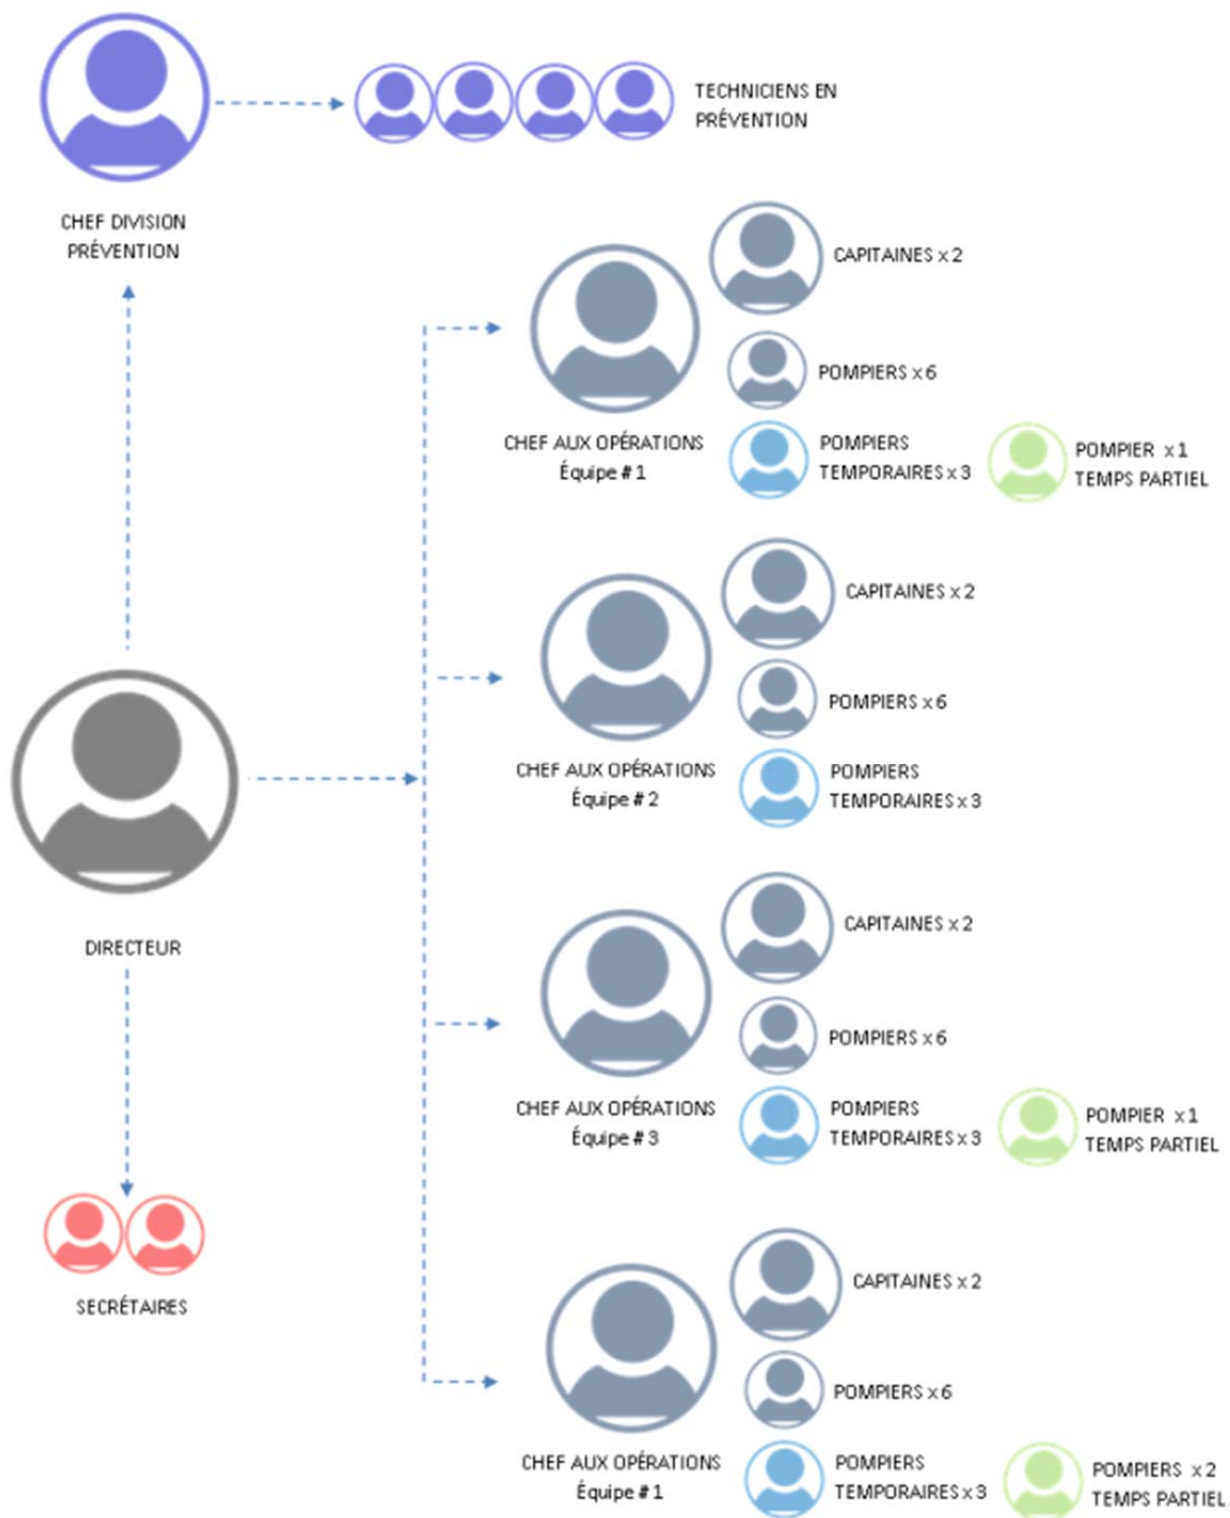 TECHNICIENS EN
PRÉVENTION
CHEF DIVISION
PRÉVENTION
CAPITAINES x 2
POMPIERS x 6
CHEF AUX OPÉRATIONS
Équipe # 1
POMPIERS
TEMPORAIRES x 3
POMPIER x 1
TEMPS PARTIEL
CAPITAINES x 2
POMPIERS x 6
CHEF AUX OPÉRATIONS
Équipe # 2
POMPIERS
TEMPORAIRES x 3
DIRECTEUR
CAPITAINES x 2
POMPIERS x 6
CHEF AUX OPÉRATIONS
Équipe # 3
POMPIERS
TEMPORAIRES x 3
POMPIER x 1
TEMPS PARTIEL
SECRÉTAIRES
CAPITAINES x 2
POMPIERS x 6
CHEF AUX OPÉRATIONS
Équipe # 1
POMPIERS
TEMPORAIRES x 3
POMPIERS x 2
TEMPS PARTIEL